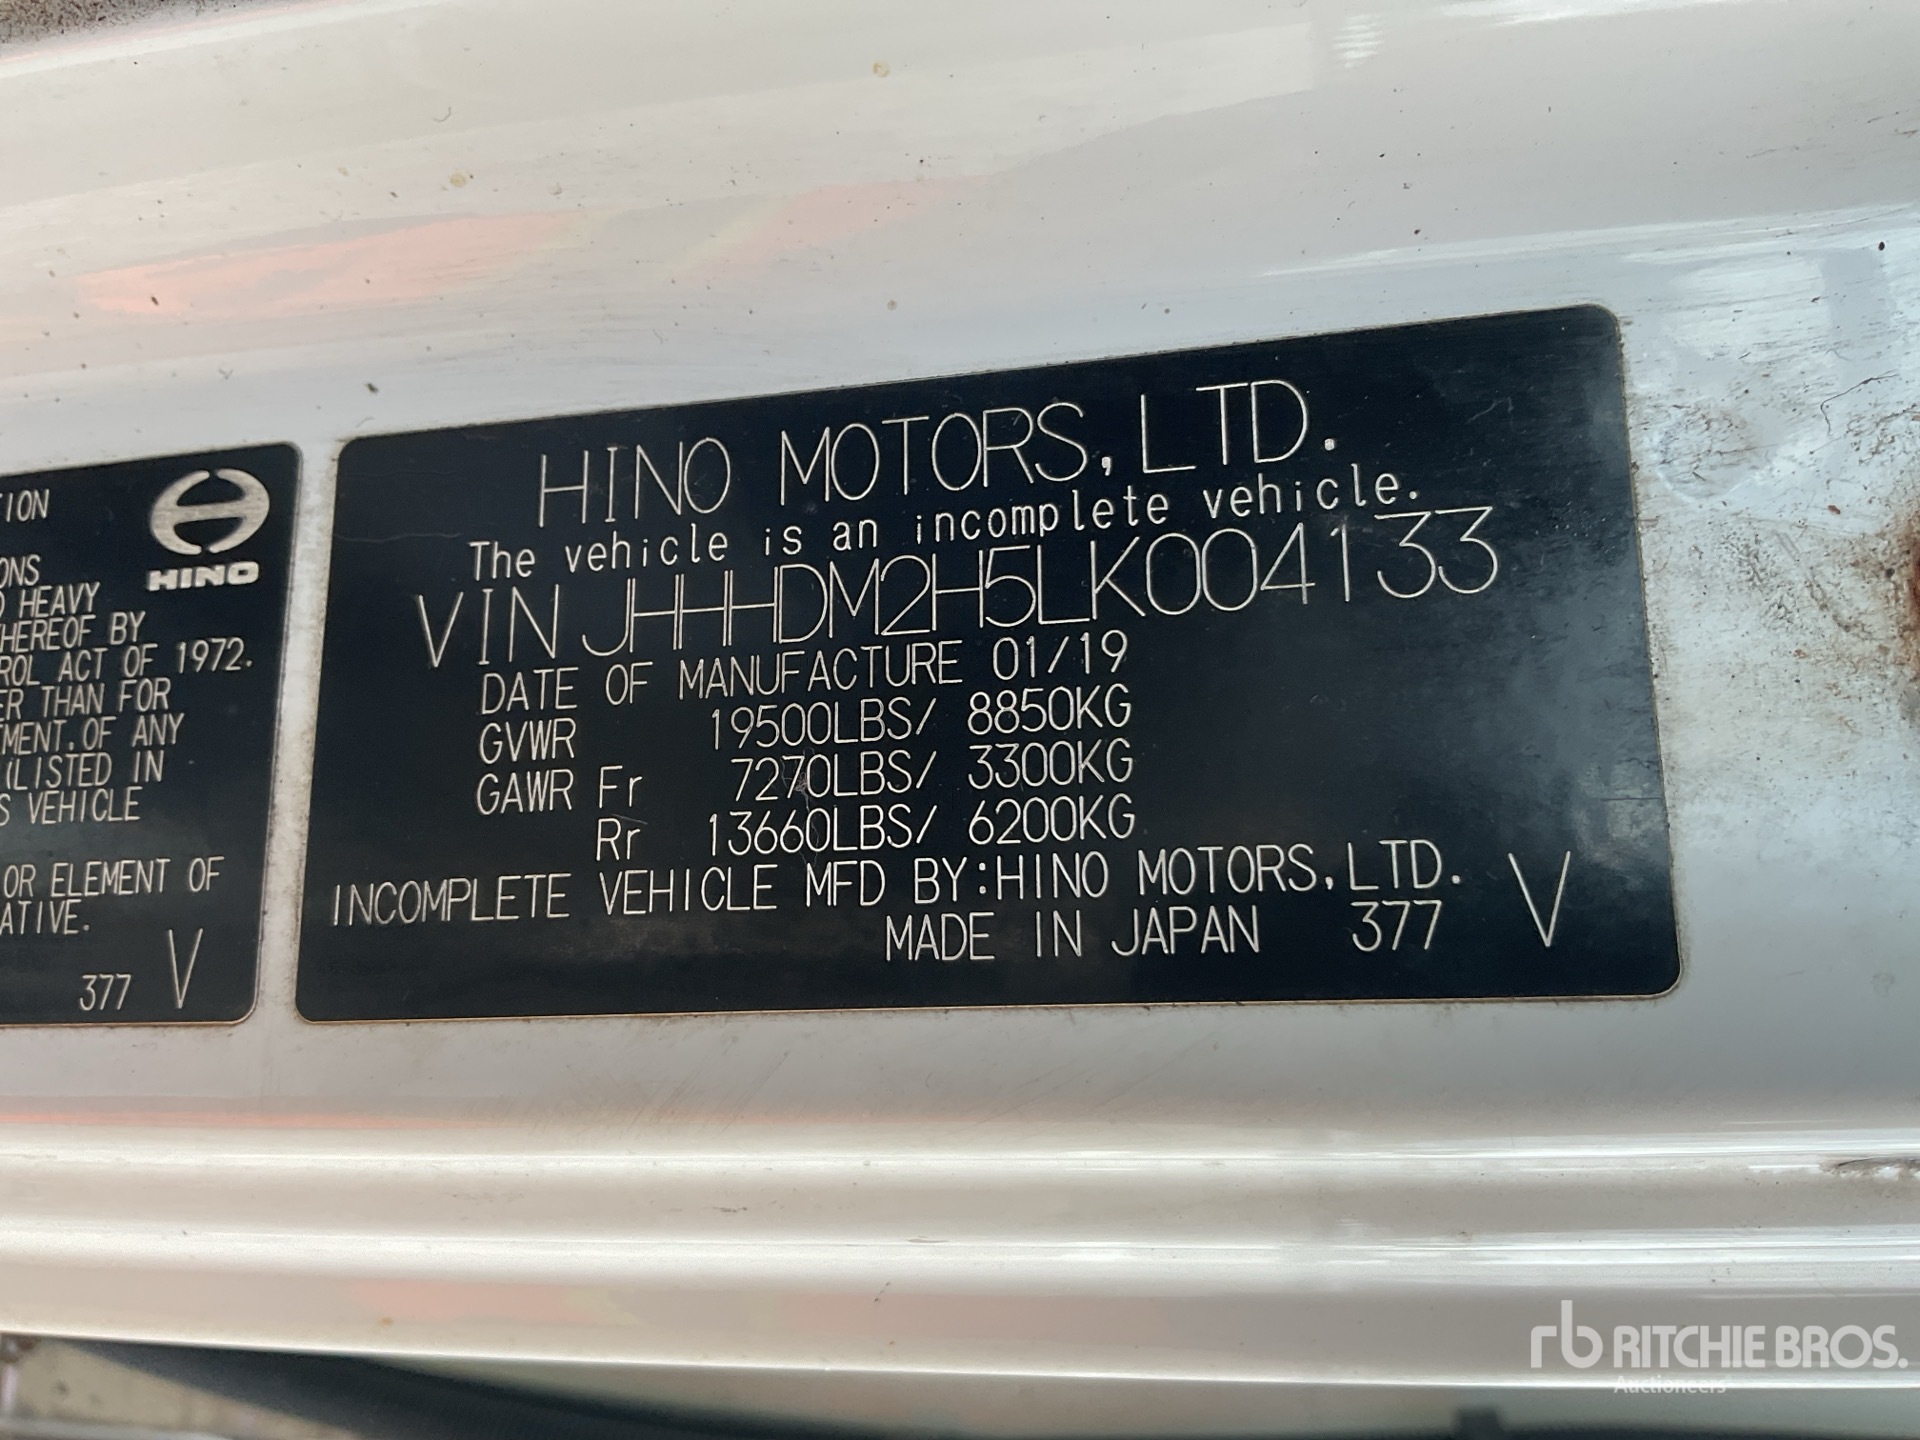 TION
HINO
ONS
HEAVY
HEREOF BY
ROL ACT OF 1972.
ER THAN FOR
MENT. OF ANY
(LISTED IN
S VEHICLE
OR ELEMENT OF
ATIVE.
377 V
HINO MOTORS, LTD.
The vehicle is an incomplete vehicle.
VIN JHHHDM2H5LK004133
DATE OF MANUFACTURE 01/19
GVWR 19500LBS/ 8850KG
GAWR Fr 7270LBS/ 3300KG
Rr 13660LBS/ 6200KG
INCOMPLETE VEHICLE MFD BY:HINO MOTORS, LTD.
MADE IN JAPAN 377 V
rb RITCHIE BROS.
Auctioneers